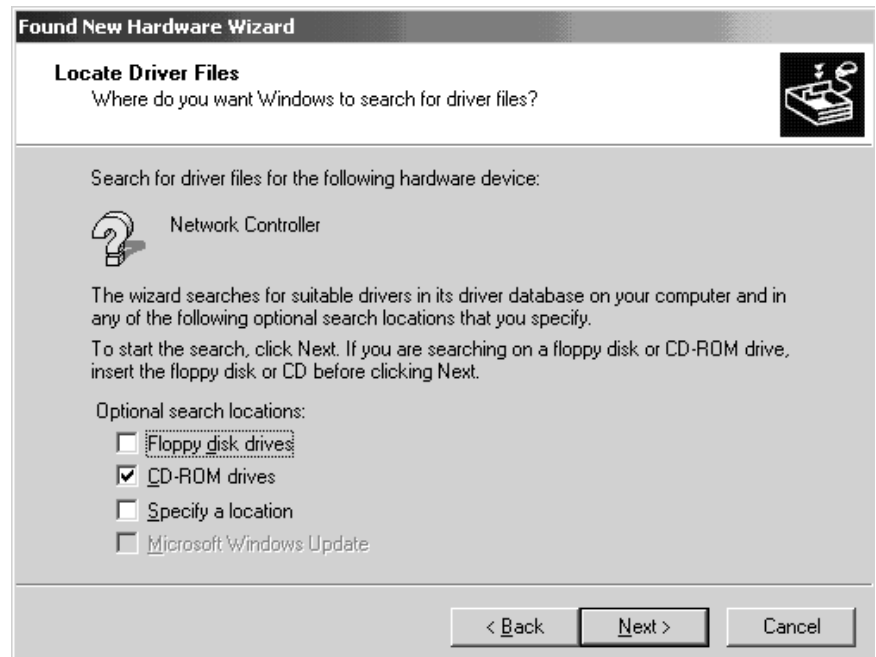 Found New Hardware Wizard
Locate Driver Files
Where do you want Windows to search for driver files?
Search for driver files for the following hardware device:
Network Controller
The wizard searches for suitable drivers in its driver database on your computer and in
any of the following optional search locations that you specify.
To start the search, click Next. If you are searching on a floppy disk or CD-ROM drive,
insert the floppy disk or CD before clicking Next.
Optional search locations:
Floppy disk drives
CD-ROM drives
Specify a location
Microsoft Windows Update
< Back Next > Cancel